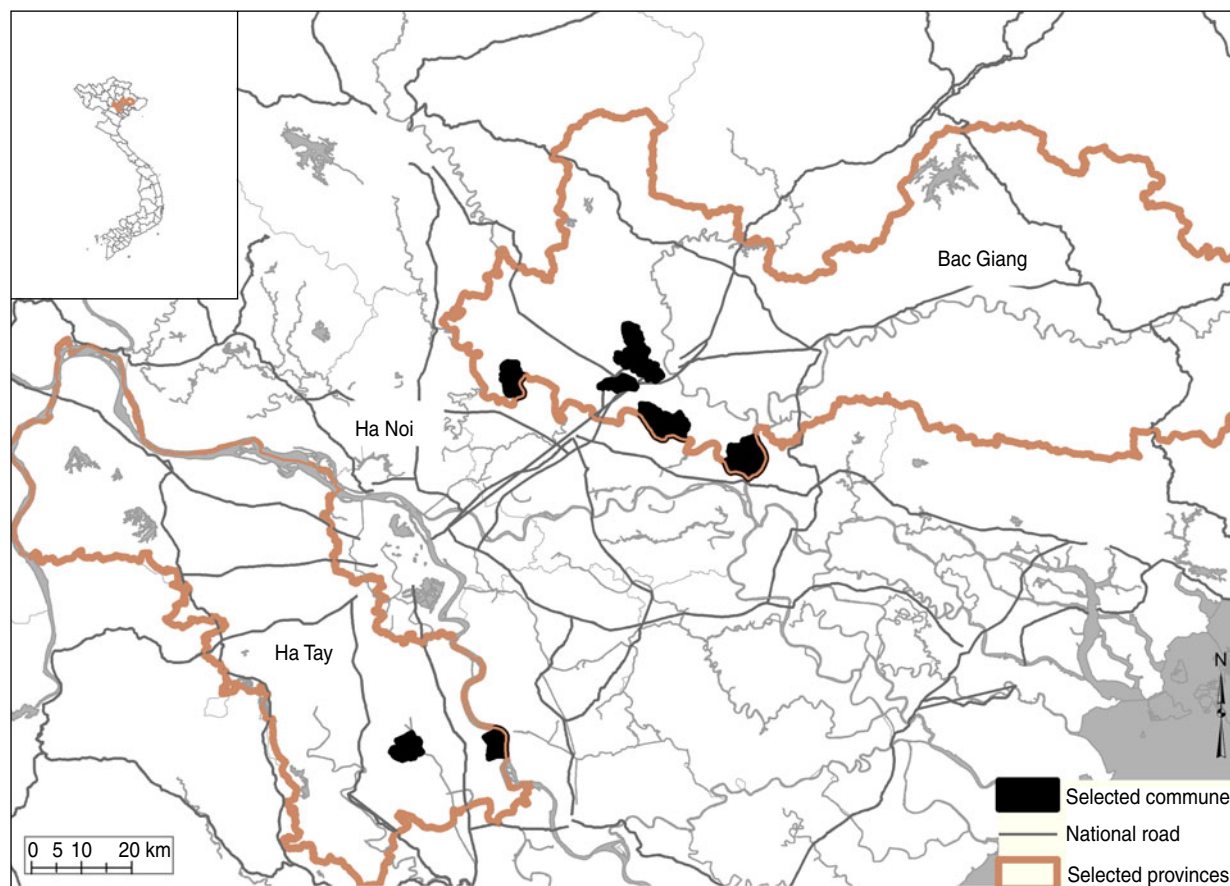 Bac Giang
Ha Noi
Ha Tay
N
Selected commune
National road
Selected provinces
0 5 10 20 km